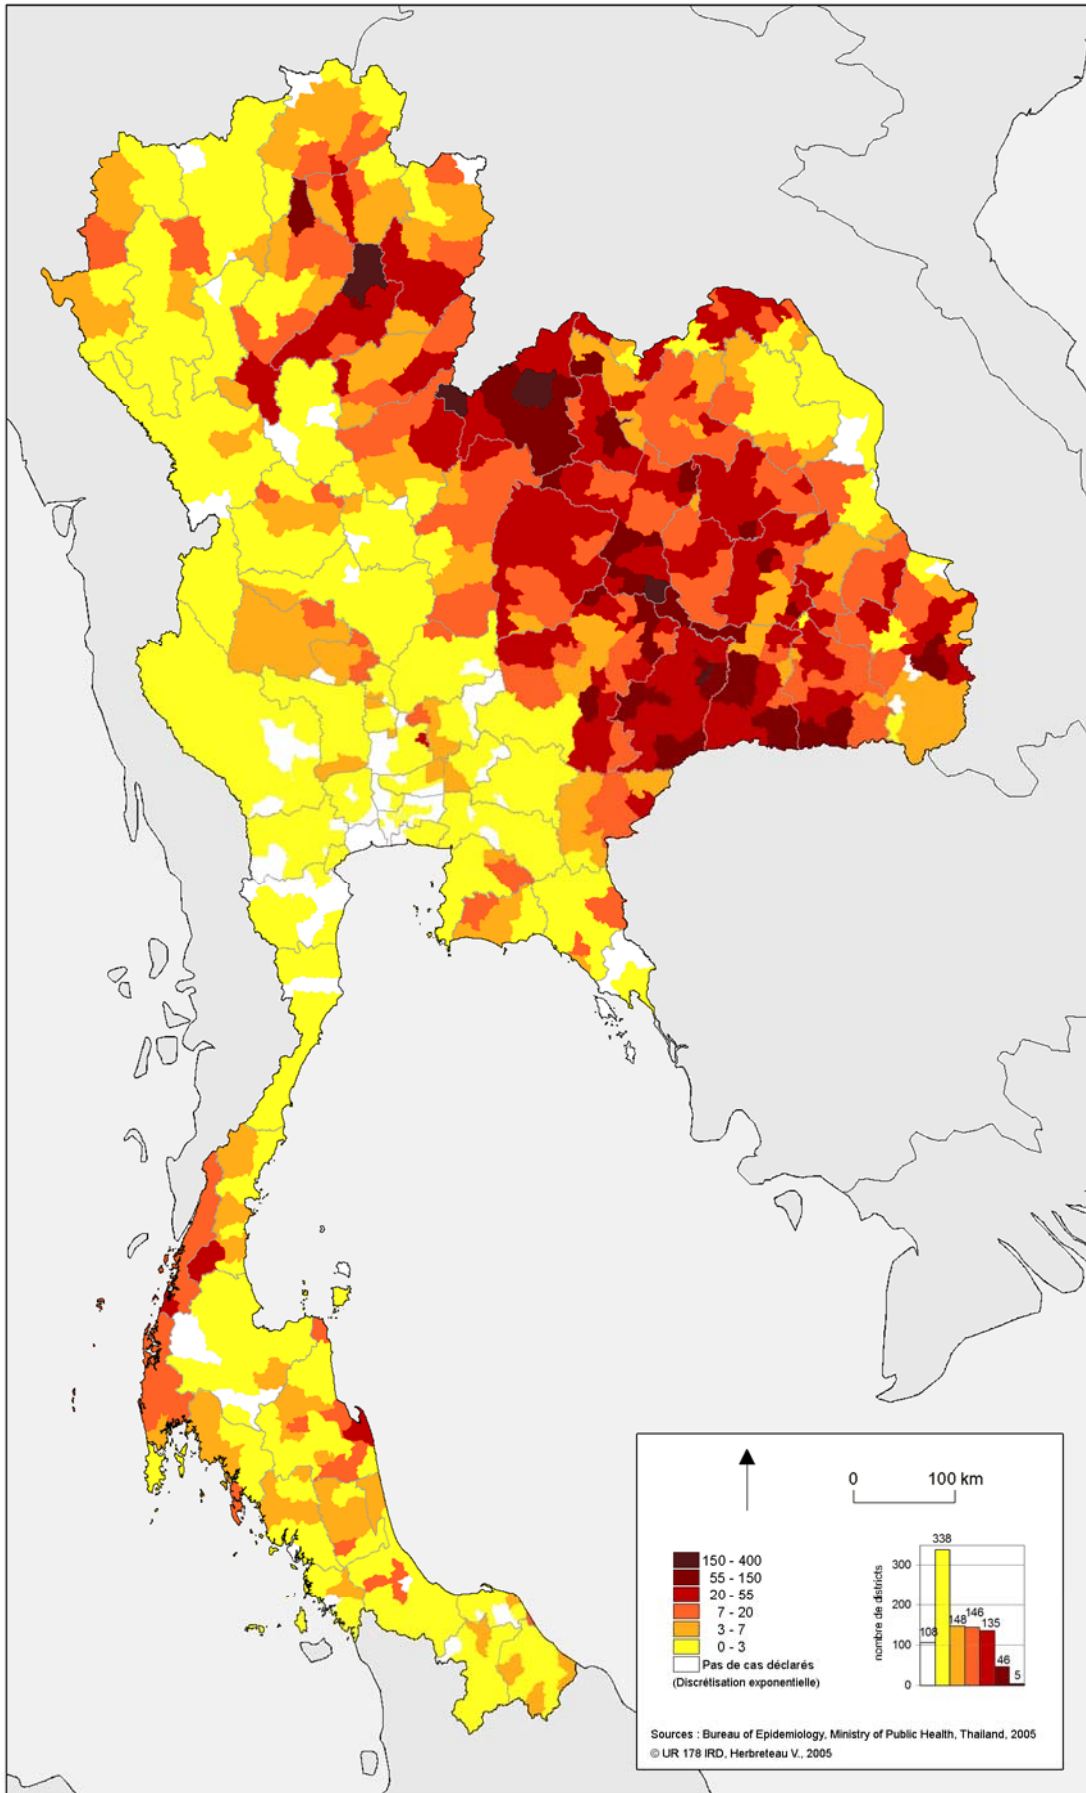 0 100 km
150 - 400
55 - 150
20 - 55
7 - 20
3 - 7
0 - 3
Pas de cas déclarés
(Discrétisation exponentielle)
nombre de districts
300
200
100
0
108
338
148
146
135
46
5
Sources : Bureau of Epidemiology, Ministry of Public Health, Thailand, 2005
© UR 178 IRD, Herbreteau V., 2005